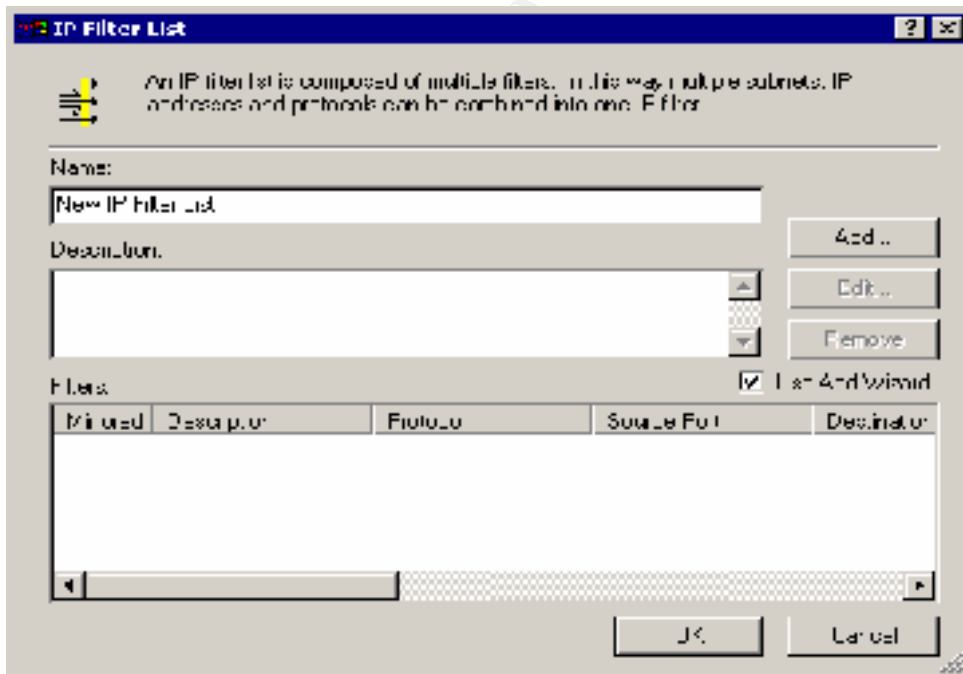 IP Filter List
An IP filter list is composed of multiple filters. In this way multiple subnets, IP
addresses and protocols can be combined into one IP filter.
Name:
New IP Filter List
Add...
Description:
Edit...
Remove
Filters:
Use Add Wizard
Mirrored Description Protocol Source Port Destination
OK Cancel